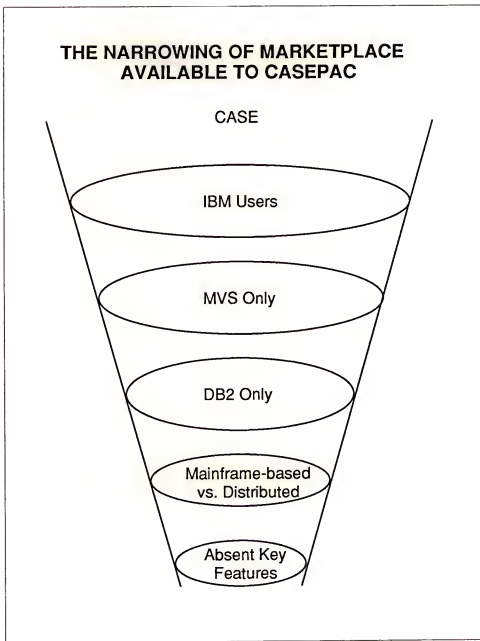 THE NARROWING OF MARKETPLACE
AVAILABLE TO CASEPAC
CASE
IBM Users
MVS Only
DB2 Only
Mainframe-based
vs. Distributed
Absent Key
Features